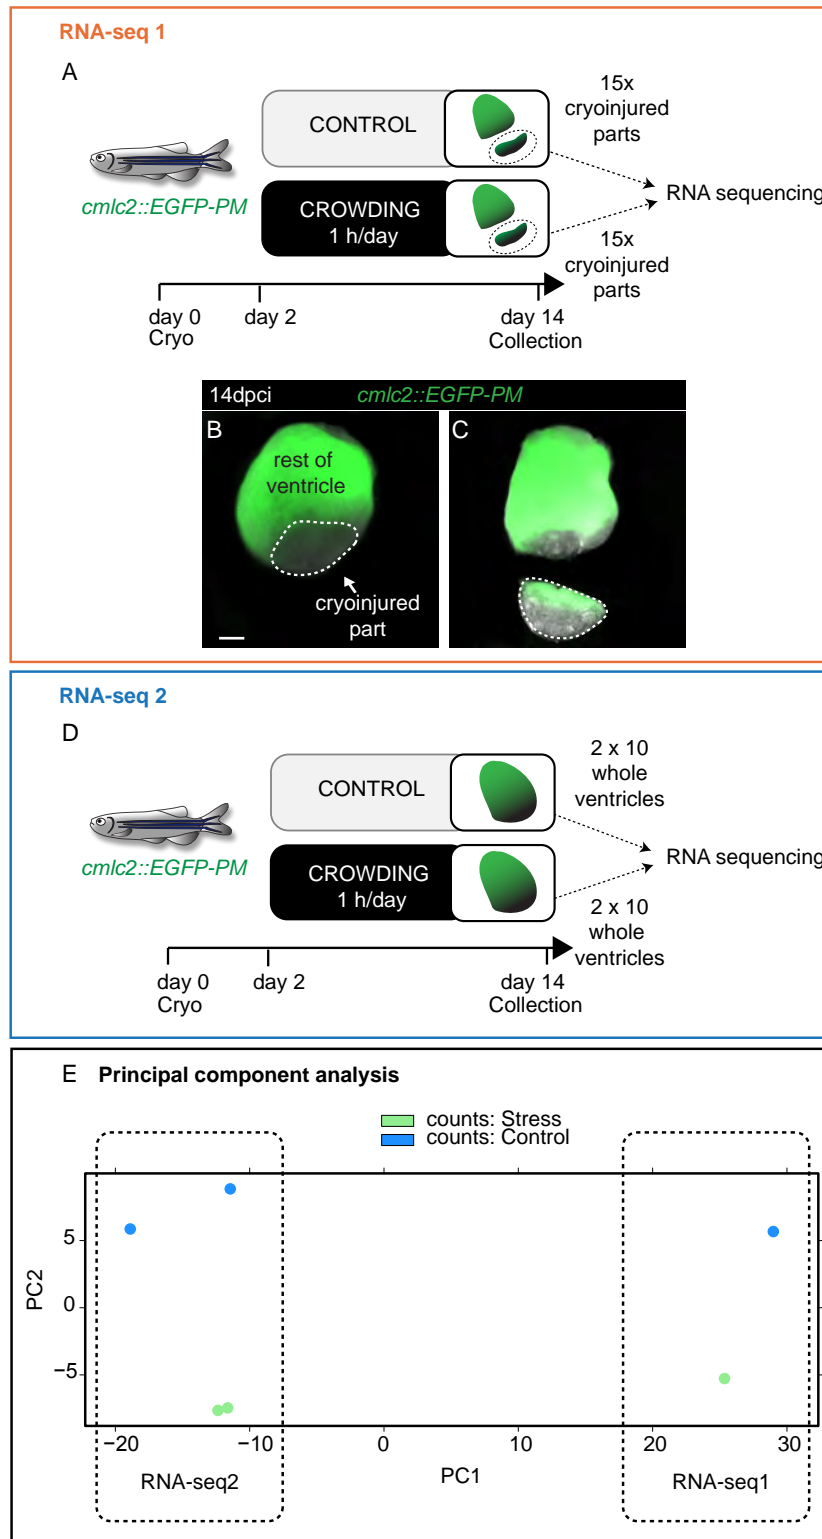 RNA-seq 1
A
CONTROL
15x
cryoinjured
parts
cmlc2::EGFP-PM
CROWDING
1 h/day
RNA sequencing
15x
cryoinjured
parts
day 0
Cryo
day 2
day 14
Collection
14dpci
cmlc2::EGFP-PM
B
rest of
ventricle
cryoinjured
part
C
RNA-seq 2
D
CONTROL
2 x 10
whole
ventricles
cmlc2::EGFP-PM
CROWDING
1 h/day
RNA sequencing
2 x 10
whole
ventricles
day 0
Cryo
day 2
day 14
Collection
E Principal component analysis
counts: Stress
counts: Control
PC2
5
0
−5
−20
−10
0
10
20
30
RNA-seq2
PC1
RNA-seq1